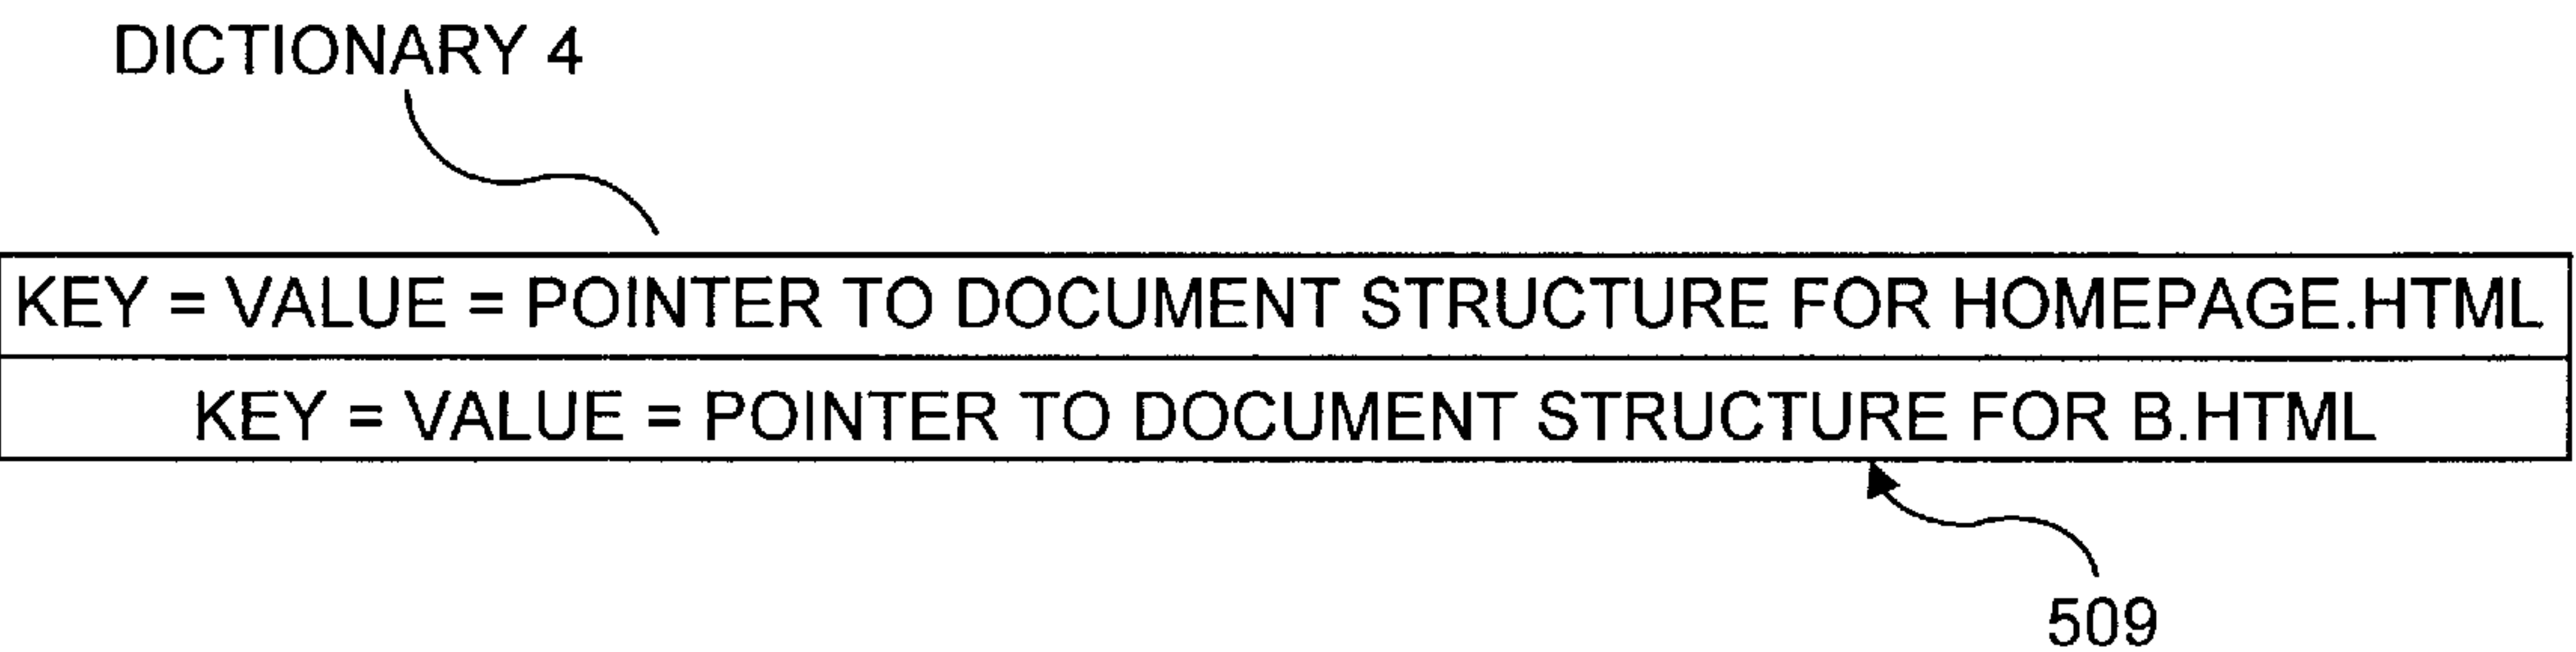 DICTIONARY 4
KEY = VALUE = POINTER TO DOCUMENT STRUCTURE FOR HOMEPAGE.HTML
KEY = VALUE = POINTER TO DOCUMENT STRUCTURE FOR B.HTML
509